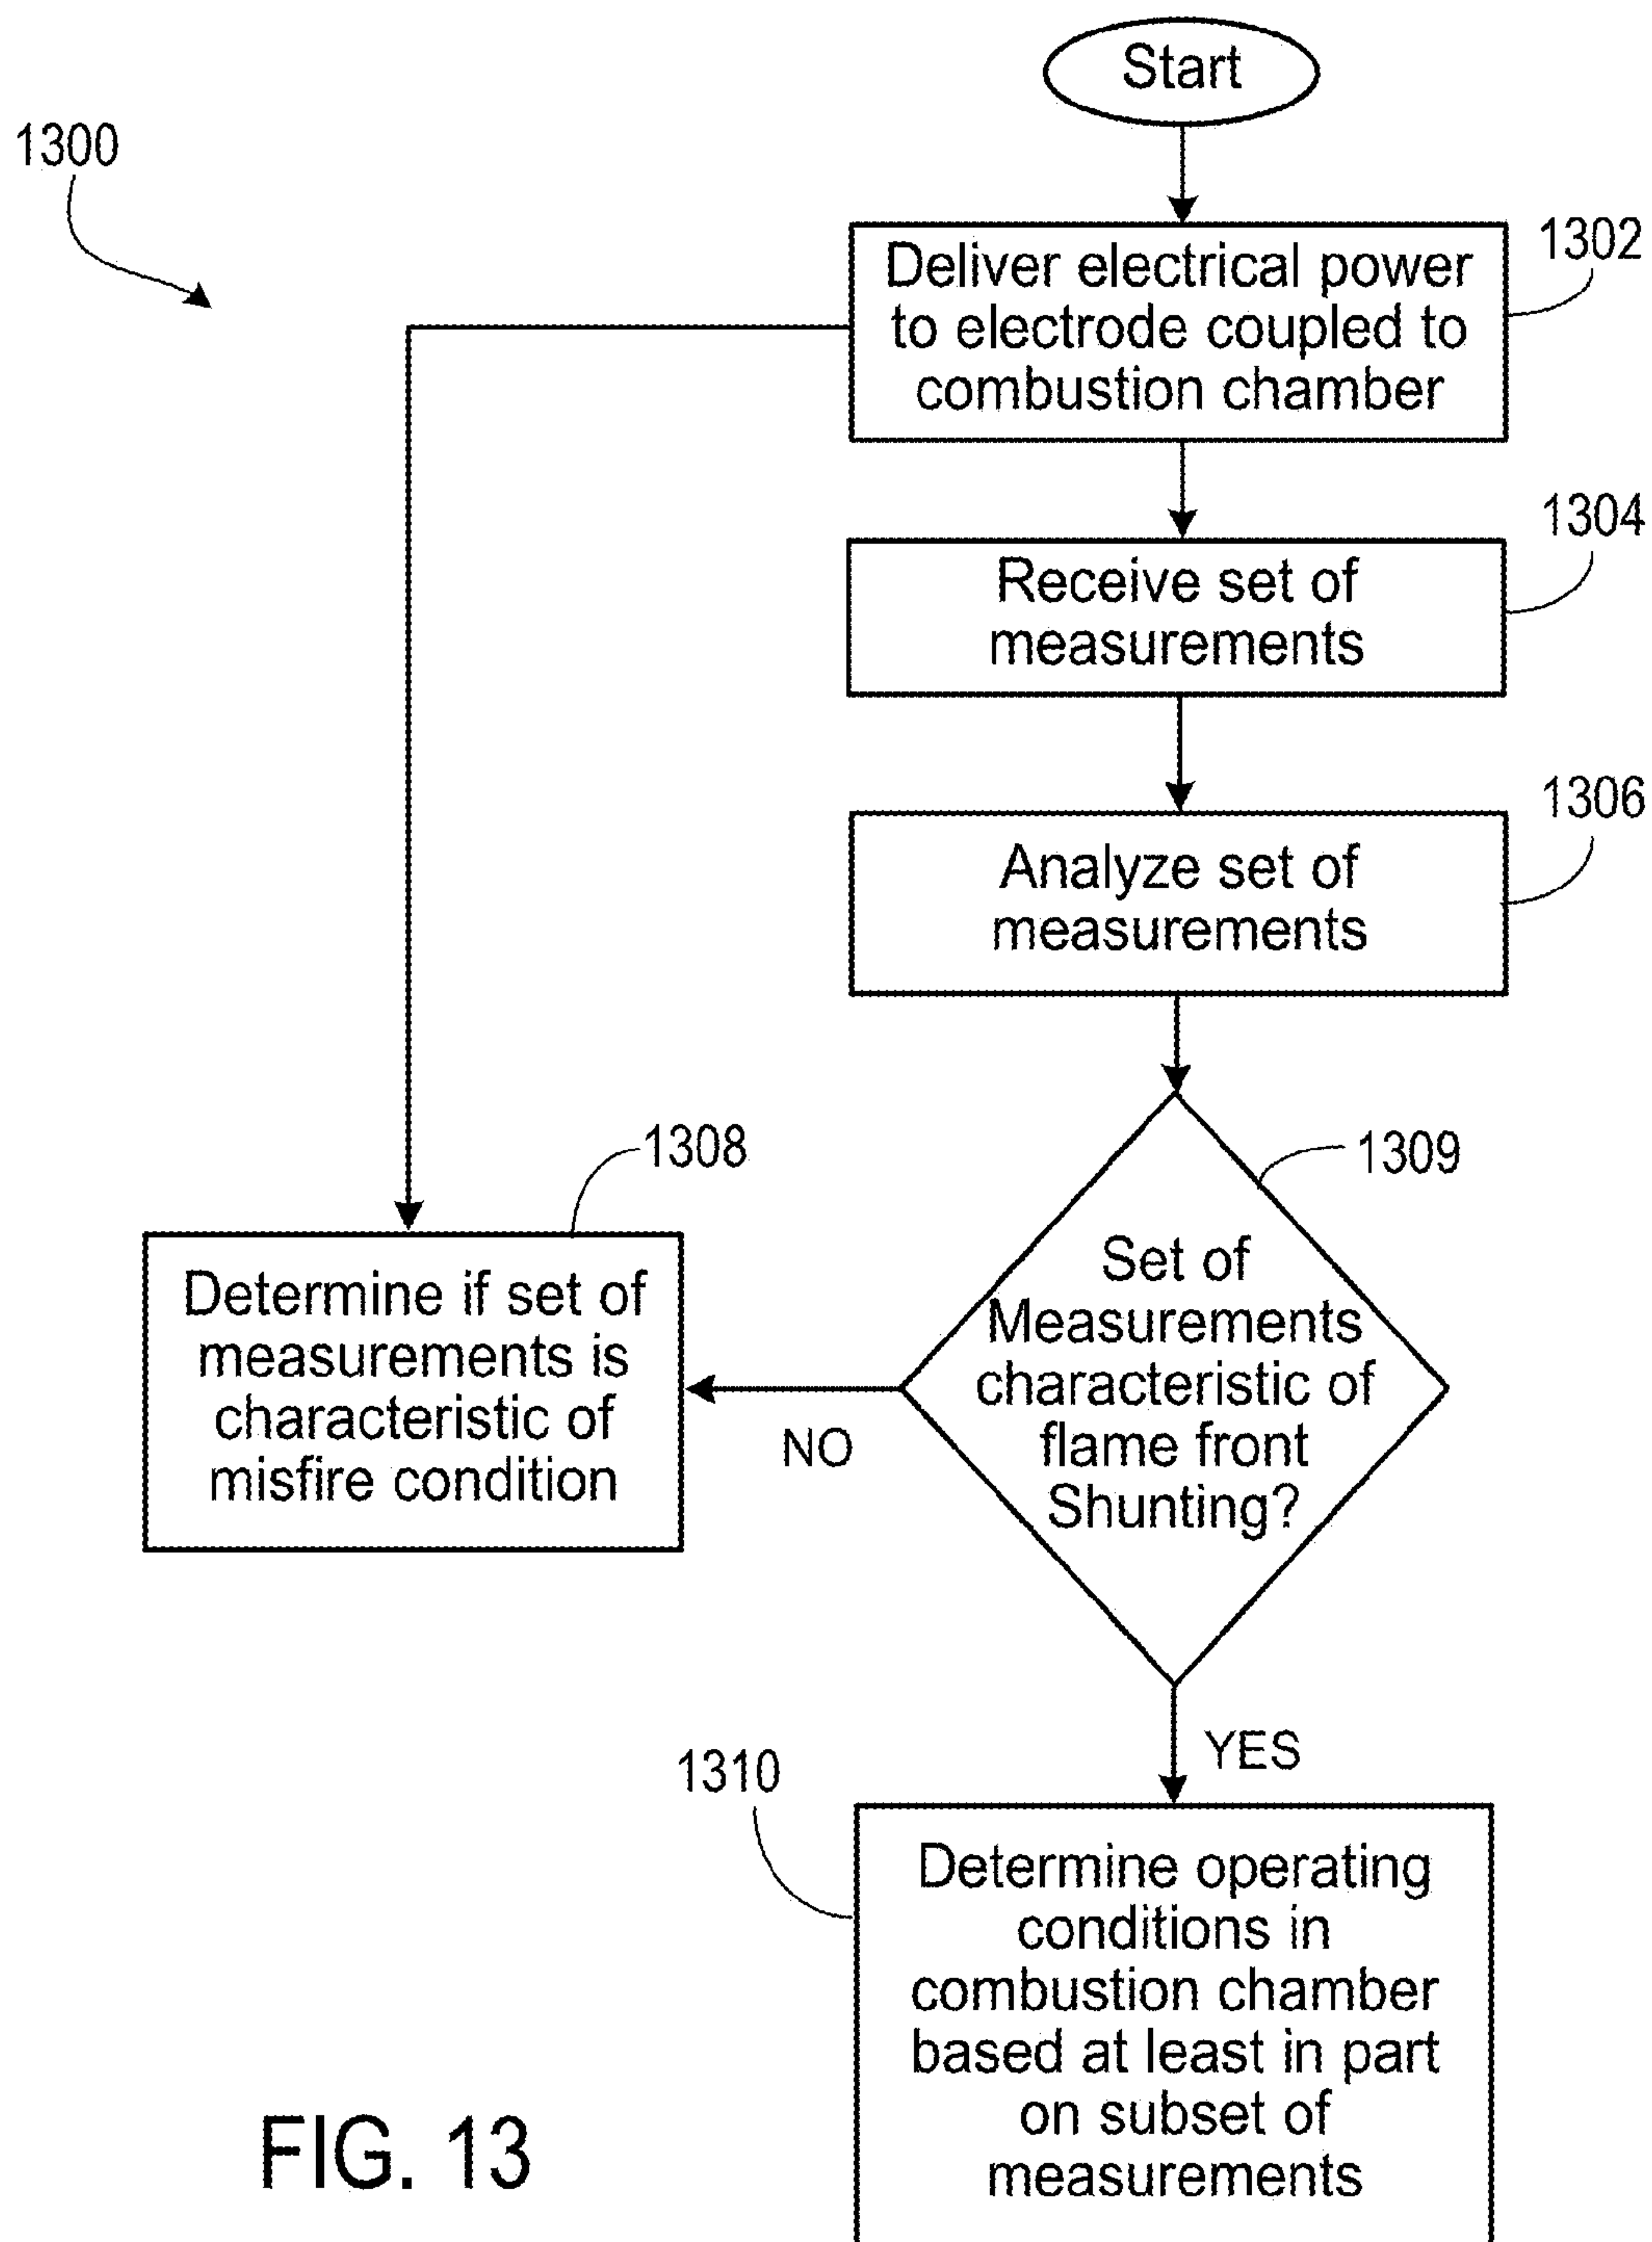 Start
1300
1302
Deliver electrical power
to electrode coupled to
combustion chamber
1304
Receive set of
measurements
1306
Analyze set of
measurements
1308
Determine if set of
measurements is
characteristic of
misfire condition
1309
Set of
Measurements
characteristic of
flame front
Shunting?
NO
YES
1310
Determine operating
conditions in
combustion chamber
based at least in part
on subset of
measurements
FIG. 13